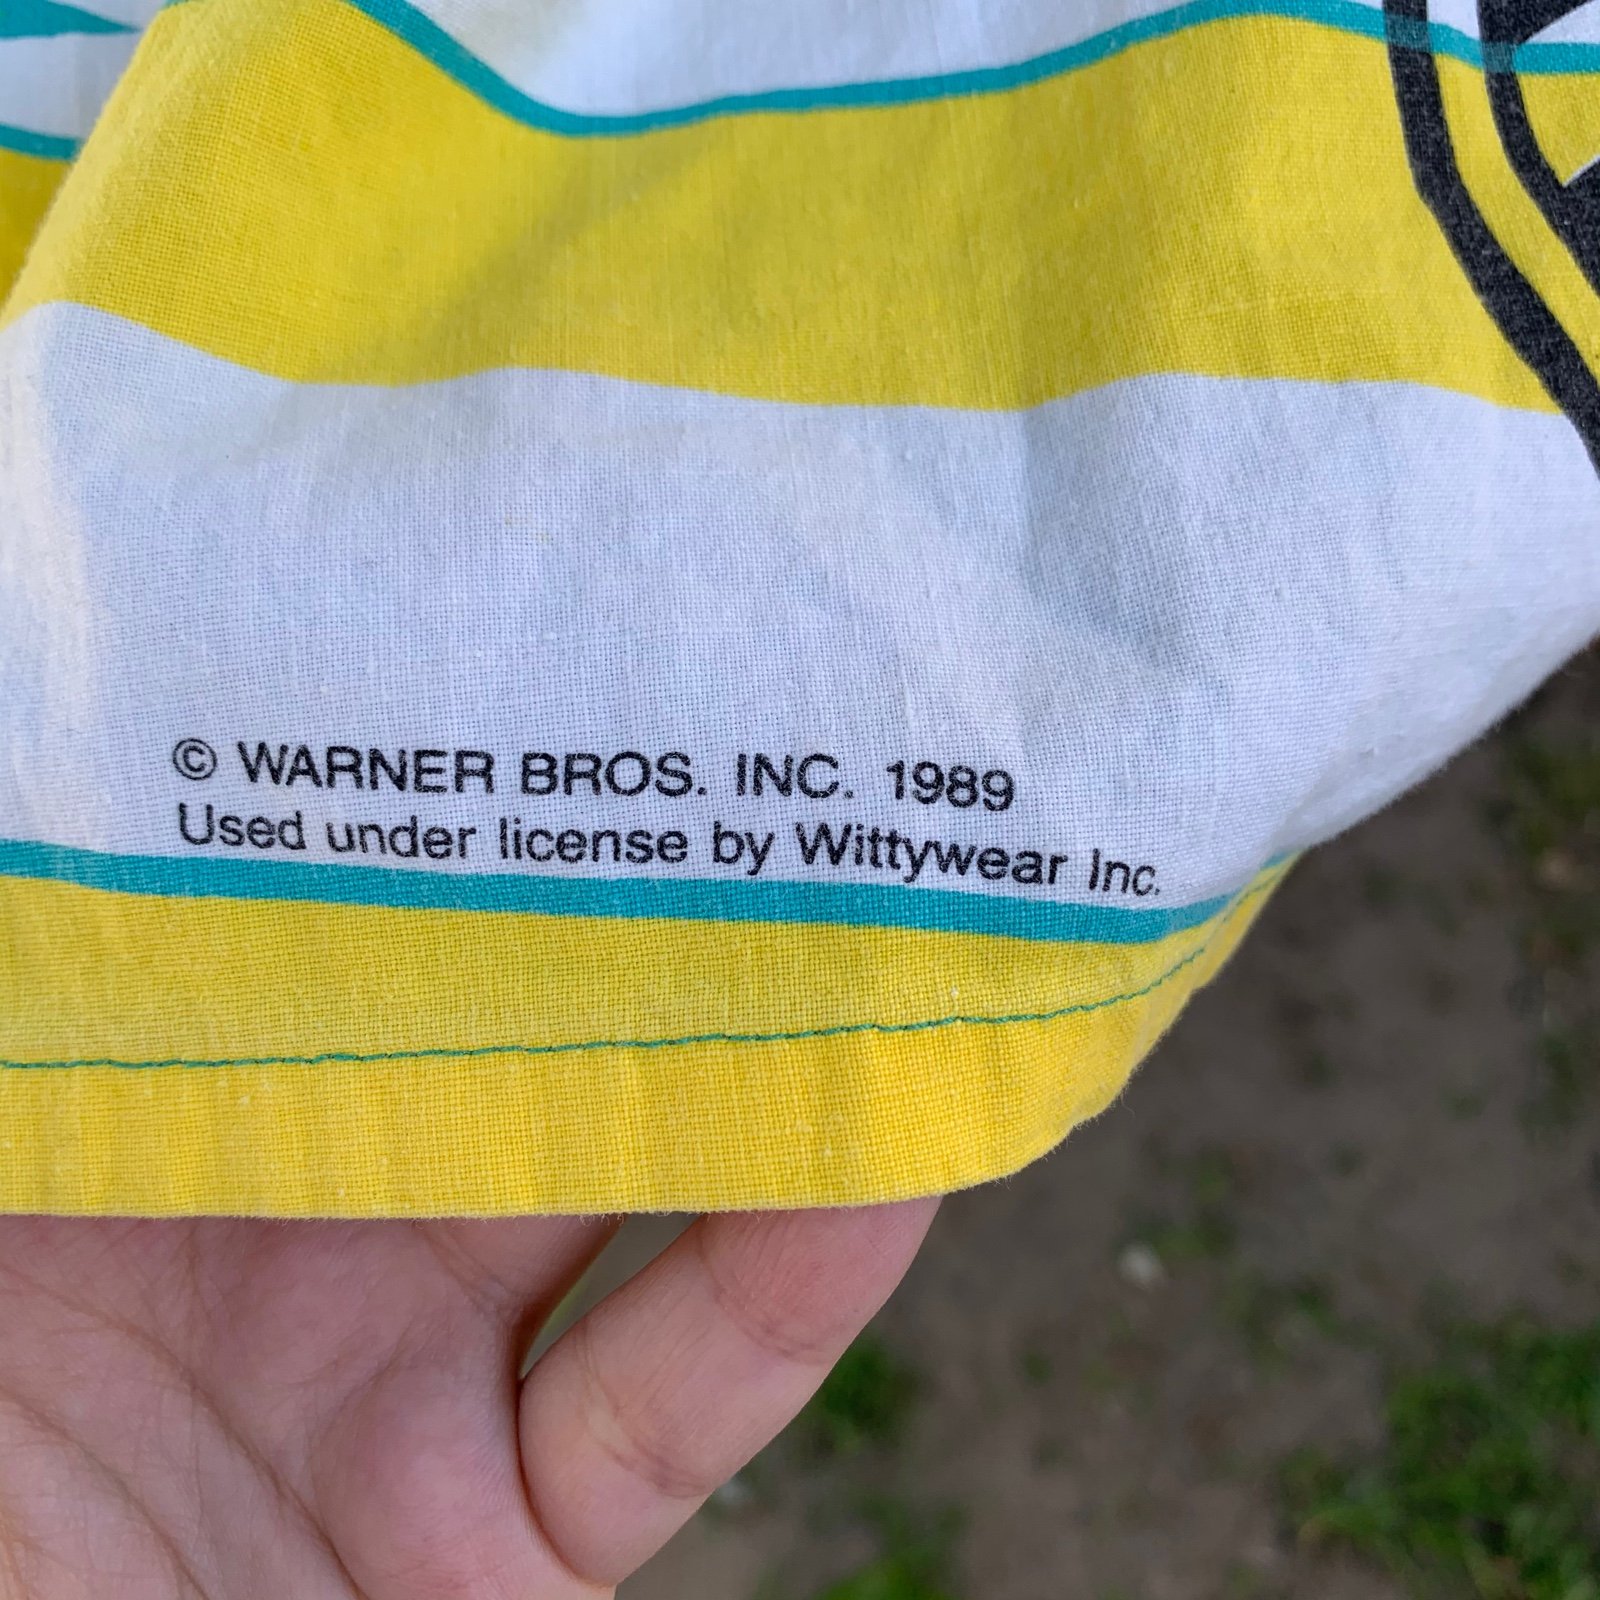 © WARNER BROS. INC. 1989
Used under license by Wittywear Inc.